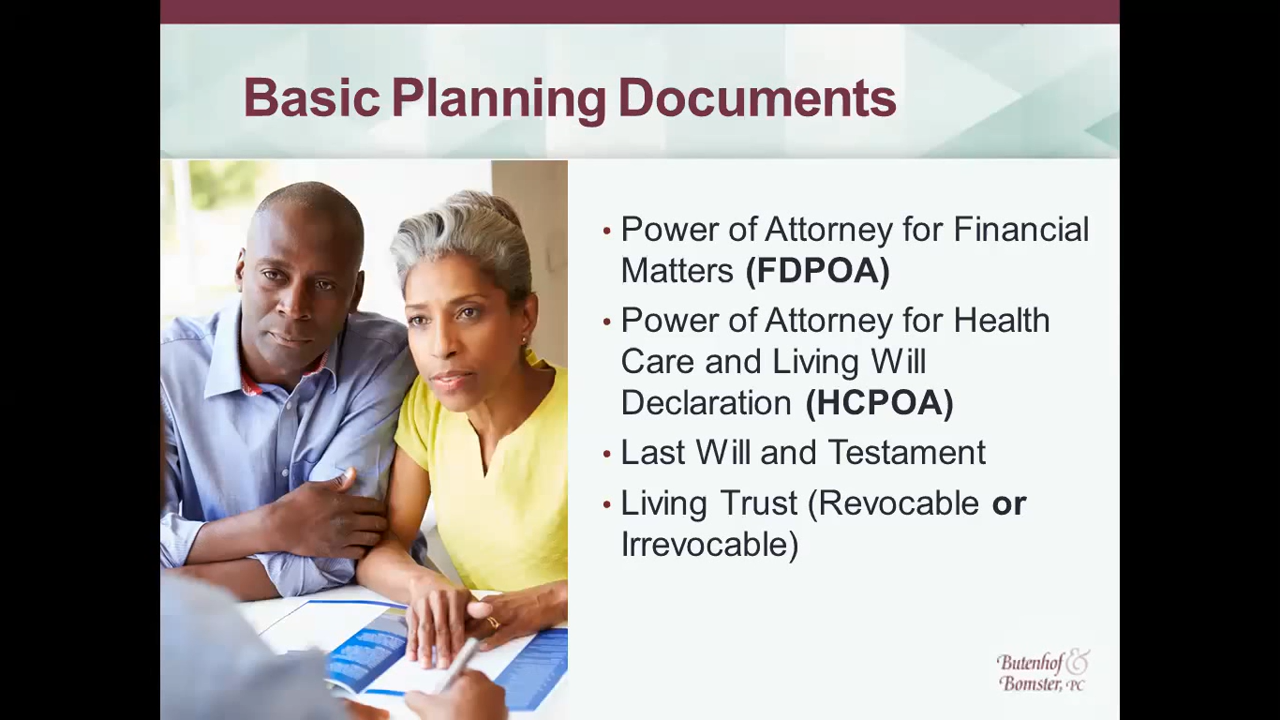 Basic Planning Documents
• Power of Attorney for Financial
Matters (FDPOA)
• Power of Attorney for Health
Care and Living Will
Declaration (HCPOA)
• Last Will and Testament
• Living Trust (Revocable or
Irrevocable)
Butenhof &
Bomster, PC